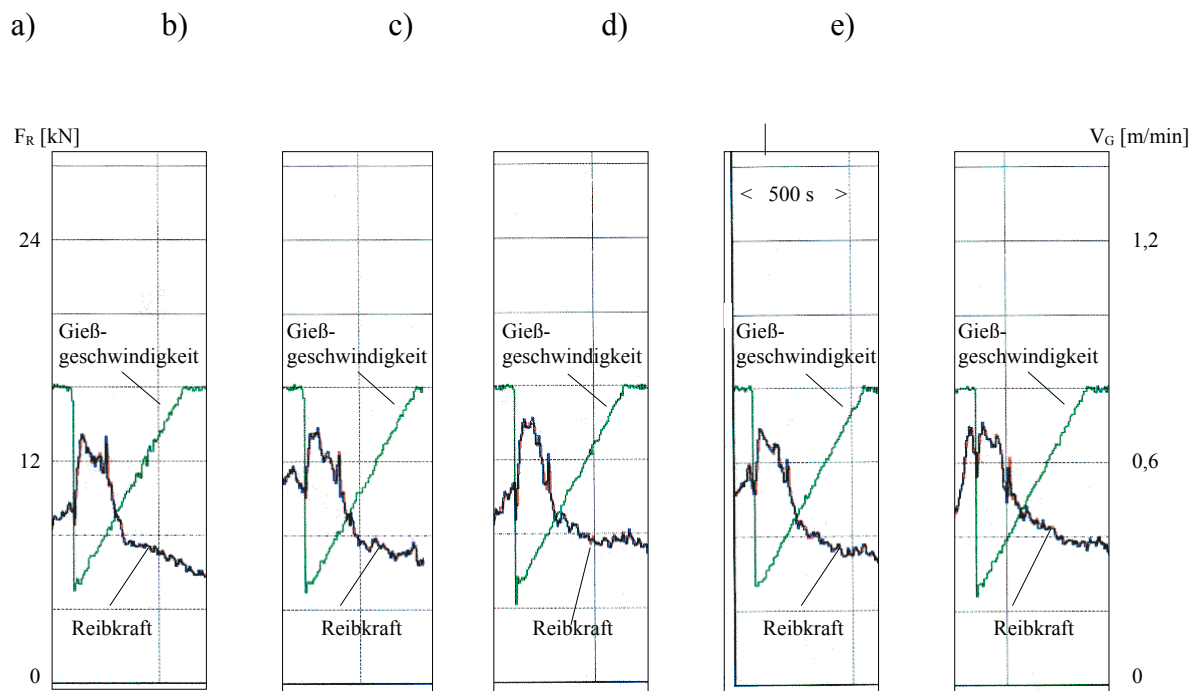 a) b) c) d) e)
F_R [kN] V_G [m/min]
< 500 s >
24 1,2
Gieß-
geschwindigkeit
Gieß-
geschwindigkeit
Gieß-
geschwindigkeit
Gieß-
geschwindigkeit
Gieß-
geschwindigkeit
12 0,6
Reibkraft Reibkraft Reibkraft Reibkraft Reibkraft
0 0